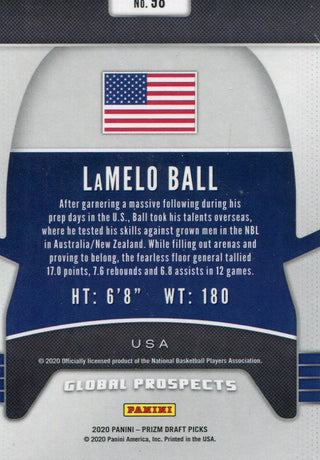 No. 58
LaMELO BALL
After garnering a massive following during his
prep days in the U.S., Ball took his talents overseas,
where he tested his skills against grown men in the NBL
in Australia/New Zealand. While filling out arenas and
proving to belong, the fearless floor general tallied
17.0 points, 7.6 rebounds and 6.8 assists in 12 games.
HT: 6'8" WT: 180
USA
© 2020 Officially licensed product of the National Basketball Players Association.
GLOBAL PROSPECTS
PANINI
2020 PANINI – PRIZM DRAFT PICKS
© 2020 Panini America, Inc. Printed in the USA.